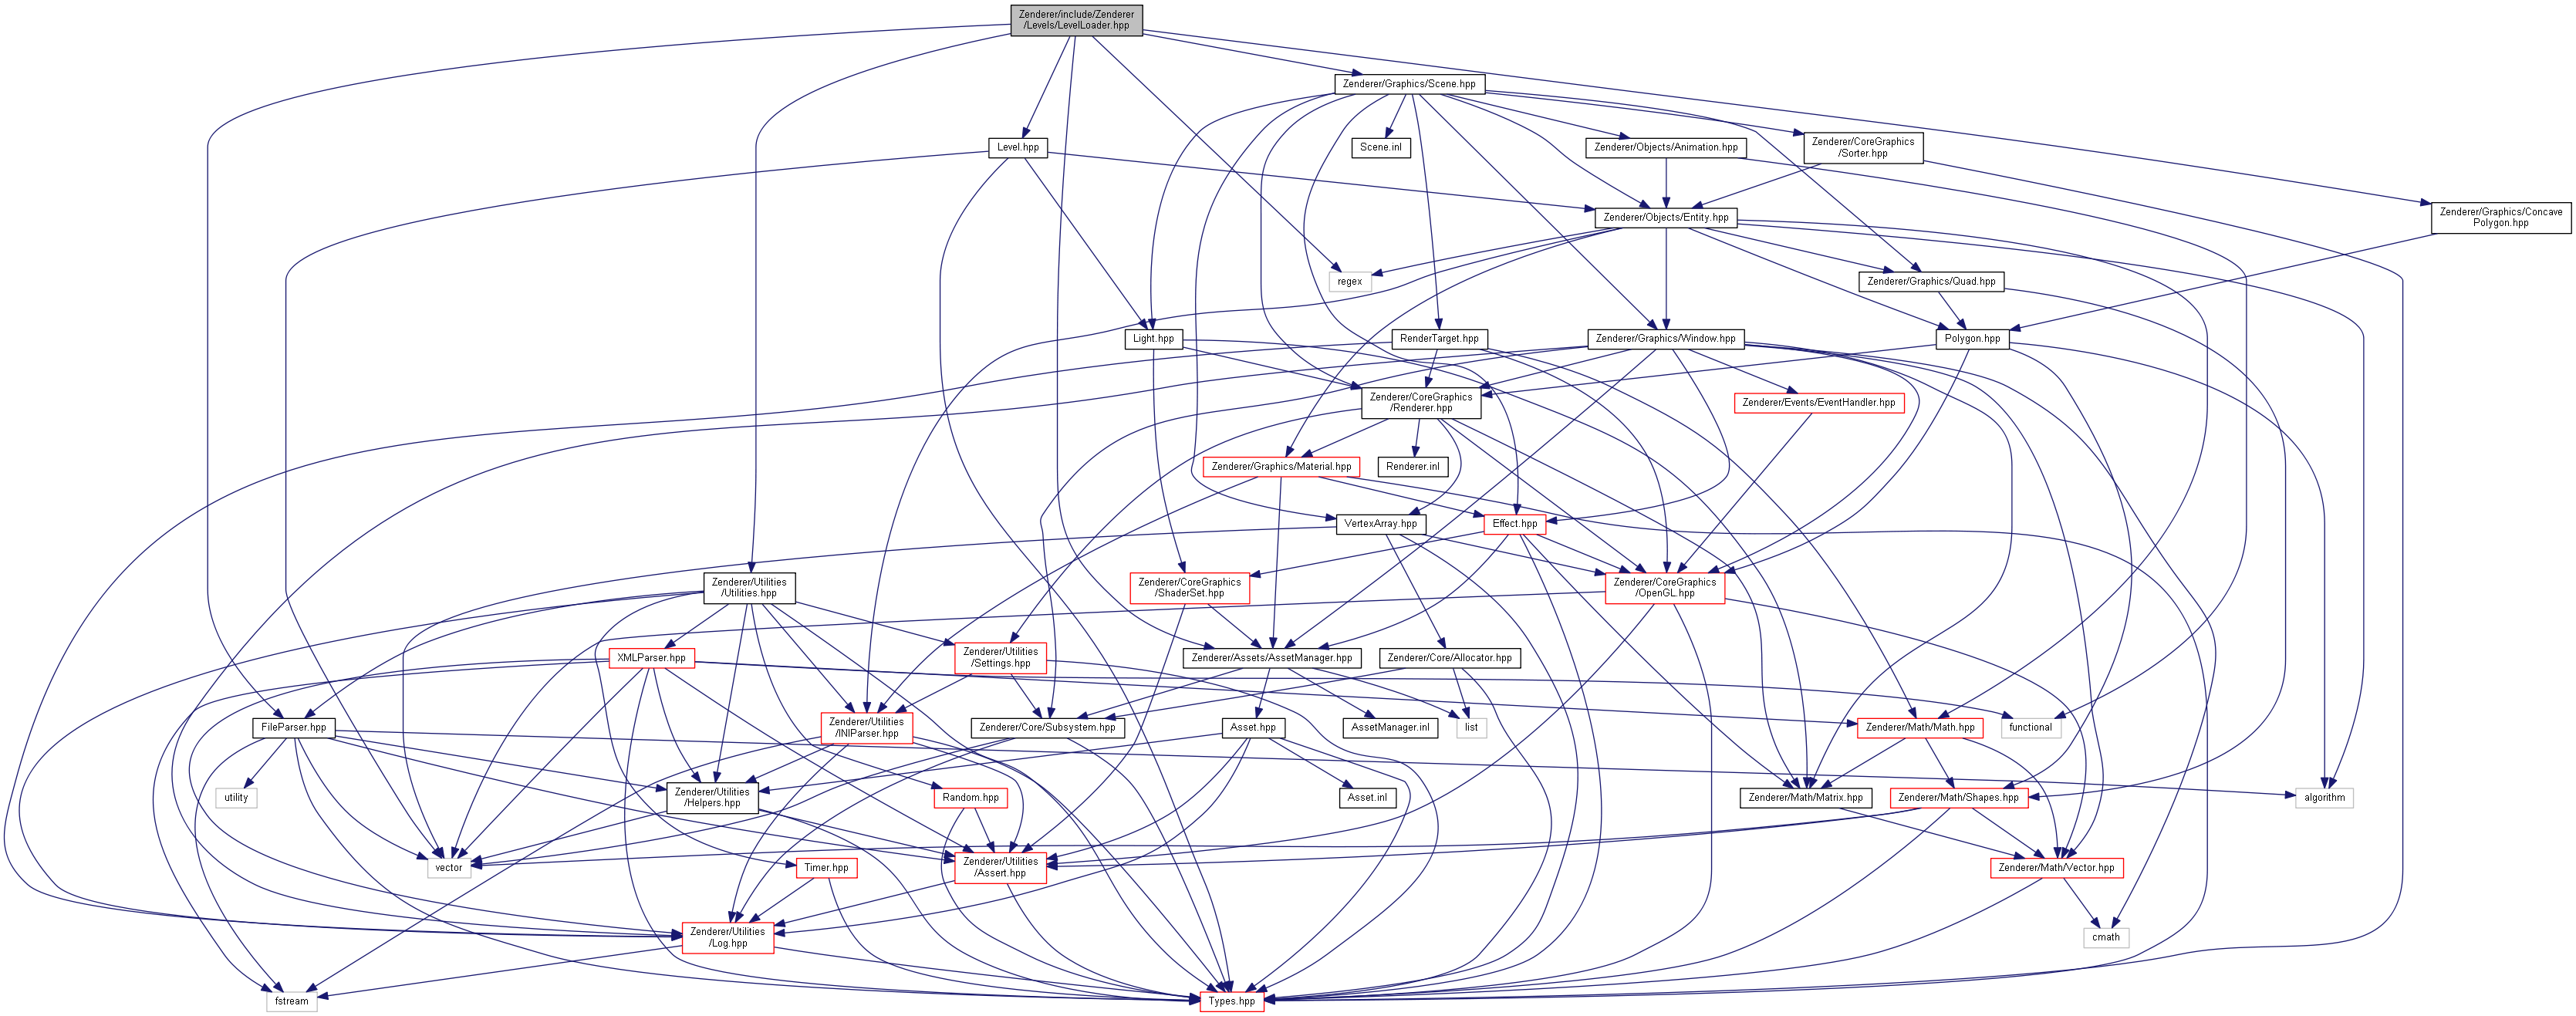 Zenderer/include/Zenderer
/Levels/LevelLoader.hpp
Zenderer/Graphics/Scene.hpp
Level.hpp
Scene.inl
Zenderer/Objects/Animation.hpp
Zenderer/CoreGraphics
/Sorter.hpp
Zenderer/Objects/Entity.hpp
Zenderer/Graphics/Concave
Polygon.hpp
regex
Zenderer/Graphics/Quad.hpp
Light.hpp
RenderTarget.hpp
Zenderer/Graphics/Window.hpp
Polygon.hpp
Zenderer/CoreGraphics
/Renderer.hpp
Zenderer/Events/EventHandler.hpp
Zenderer/Graphics/Material.hpp
Renderer.inl
VertexArray.hpp
Effect.hpp
Zenderer/Utilities
/Utilities.hpp
Zenderer/CoreGraphics
/ShaderSet.hpp
Zenderer/CoreGraphics
/OpenGL.hpp
XMLParser.hpp
Zenderer/Utilities
/Settings.hpp
Zenderer/Assets/AssetManager.hpp
Zenderer/Core/Allocator.hpp
FileParser.hpp
Zenderer/Utilities
/INIParser.hpp
Zenderer/Core/Subsystem.hpp
Asset.hpp
AssetManager.inl
list
Zenderer/Math/Math.hpp
functional
utility
Zenderer/Utilities
/Helpers.hpp
Random.hpp
Asset.inl
Zenderer/Math/Matrix.hpp
Zenderer/Math/Shapes.hpp
algorithm
vector
Timer.hpp
Zenderer/Utilities
/Assert.hpp
Zenderer/Math/Vector.hpp
Zenderer/Utilities
/Log.hpp
cmath
fstream
Types.hpp